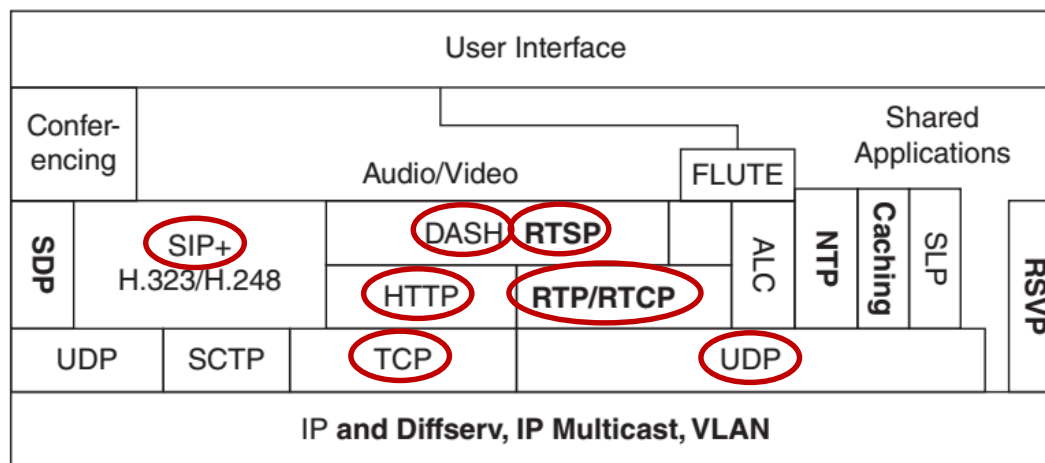 User Interface
Confer-
encing
Shared
Applications
Audio/Video
FLUTE
SDP
SIP+
H.323/H.248
DASH
RTSP
HTTP
RTP/RTCP
ALC
NTP
Caching
SLP
RSVP
UDP
SCTP
TCP
UDP
IP and Diffserv, IP Multicast, VLAN